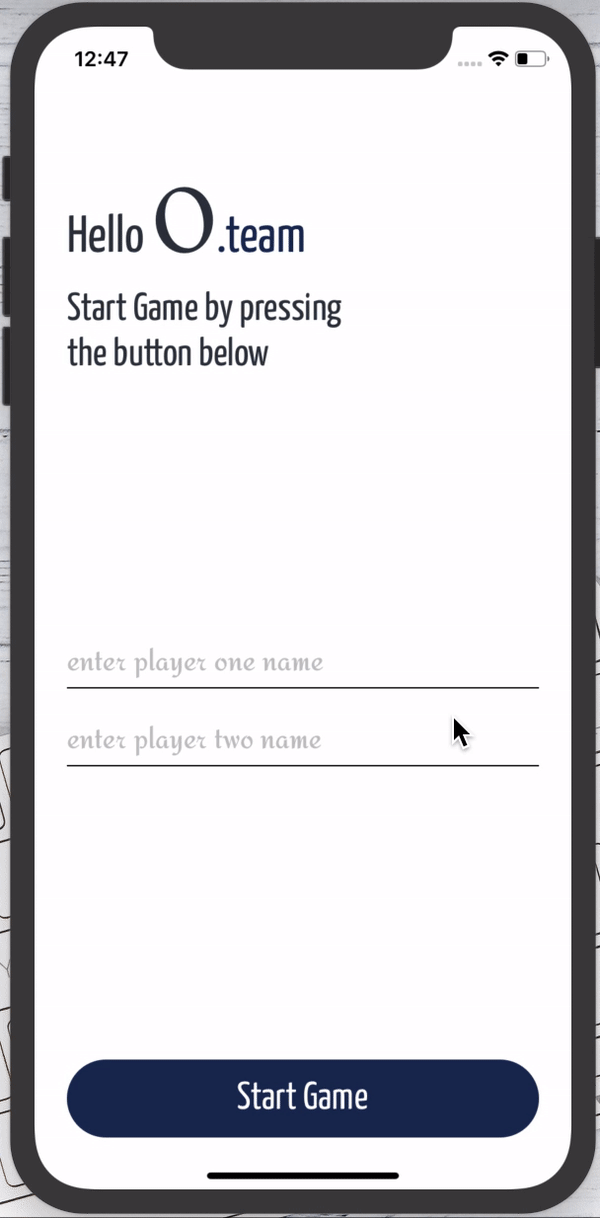 12:47
Hello O.team
Start Game by pressing
the button below
enter player one name
enter player two name
Start Game